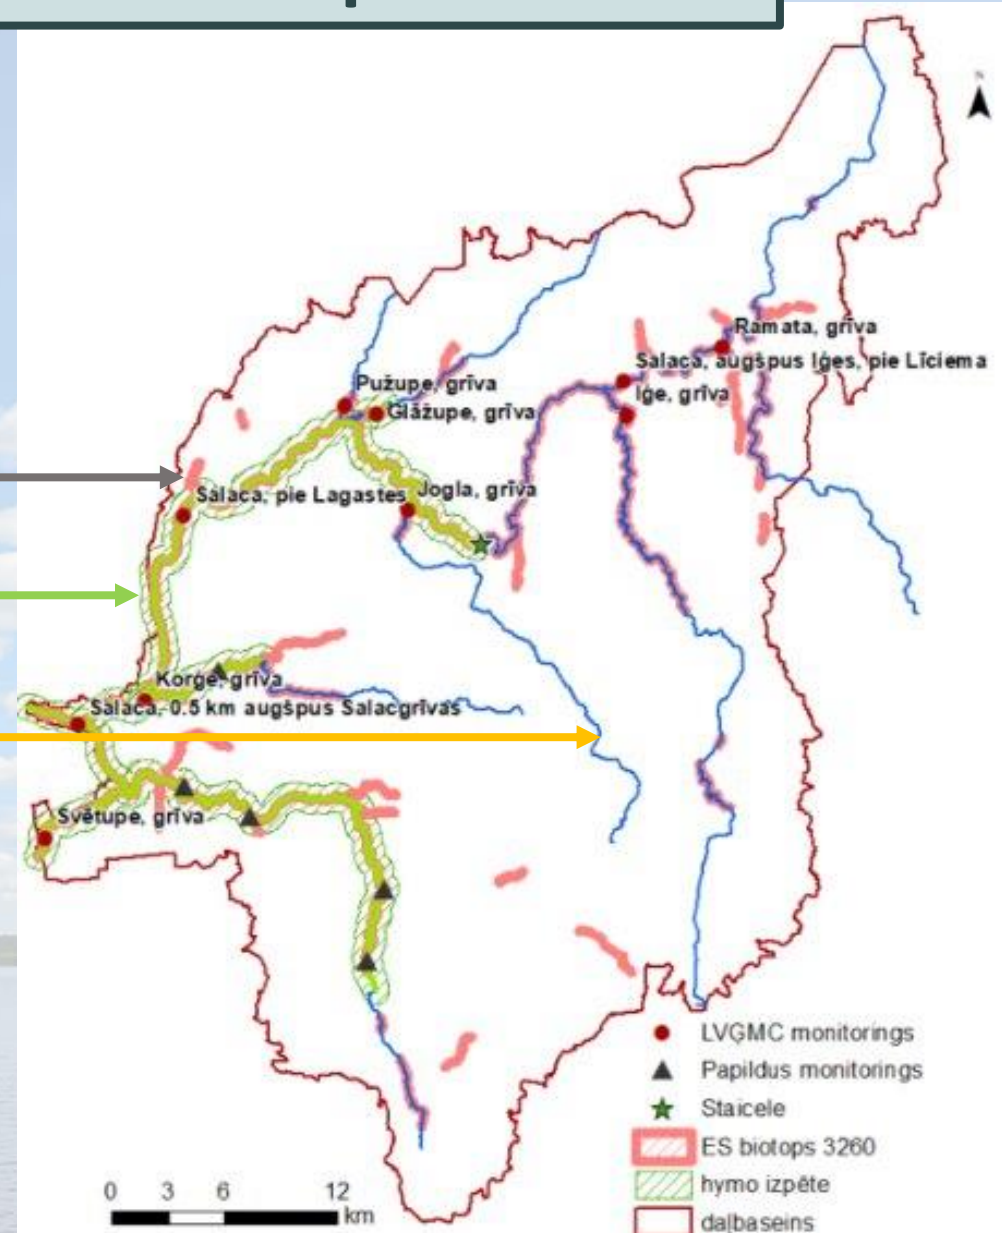 N
Ramata, grīva
Salaca, augšpus Iģes, pie Līciema
Iģe, grīva
Pužupe, grīva
Glāžupe, grīva
Salaca, pie Lagastes
Jogla, grīva
Korģe, grīva
Salaca, 0.5 km augšpus Salacgrīvas
Svētupe, grīva
LVĢMC monitorings
Papildus monitorings
Staicele
ES biotops 3260
hymo izpēte
daļbaseins
0 3 6 12
km